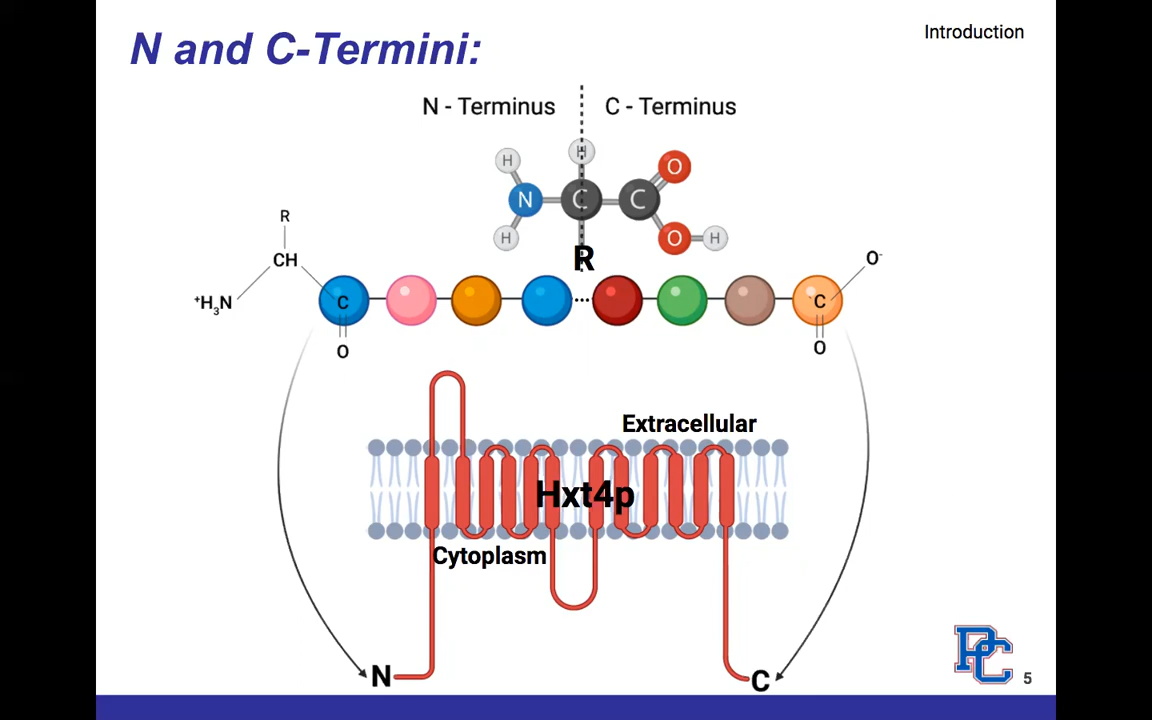 N and C-Termini:
Introduction
N - Terminus
C - Terminus
H
H
O
N
C
C
H
O
H
R
R
CH
O⁻
⁺H₃N
C
C
O
O
Extracellular
Hxt4p
Cytoplasm
N
C
PC
5